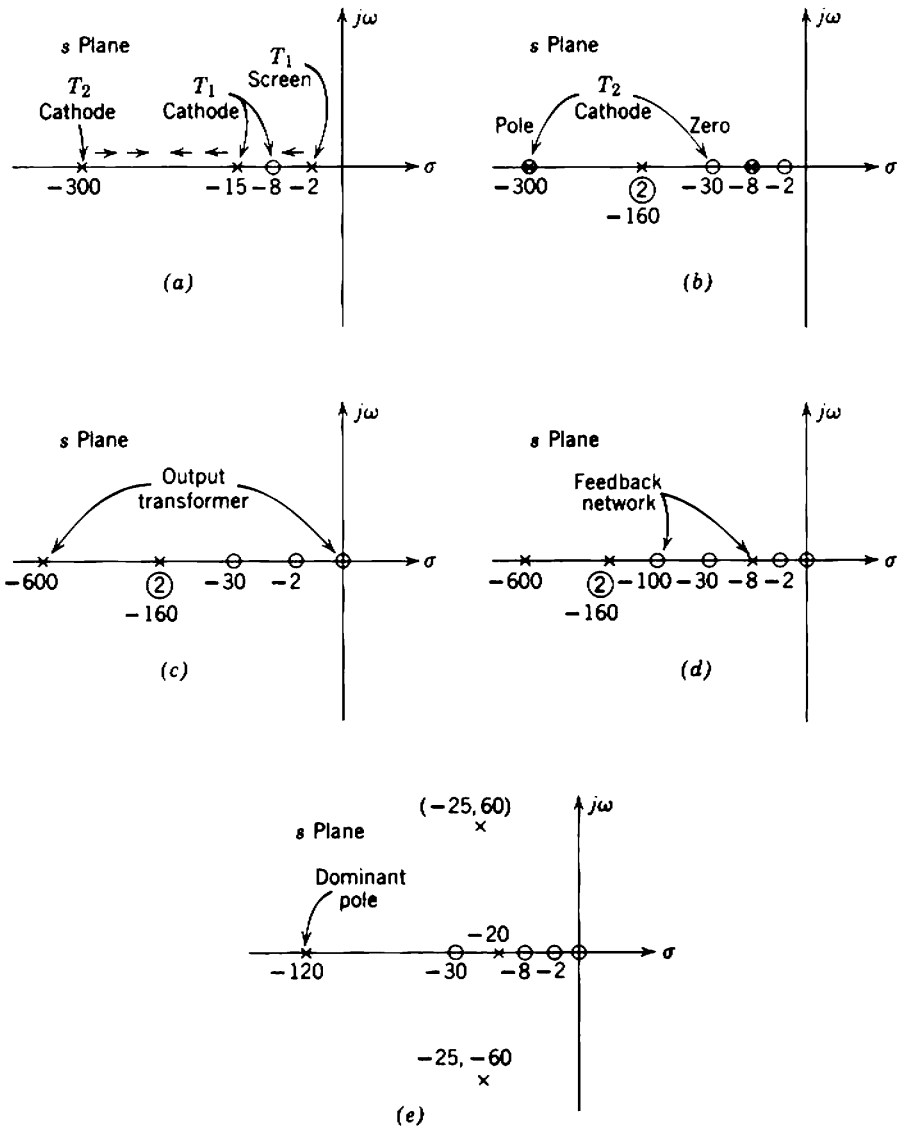 jω
s Plane
T₂
Cathode
T₁
Cathode
T₁
Screen
σ
−300
−15
−8
−2
(a)
jω
s Plane
T₂
Cathode
Pole
Zero
σ
−300
②
−160
−30
−8
−2
(b)
jω
s Plane
Output
transformer
σ
−600
②
−160
−30
−2
(c)
jω
s Plane
Feedback
network
σ
−600
②
−160
−100
−30
−8
−2
(d)
(−25, 60)
jω
s Plane
Dominant
pole
−20
σ
−120
−30
−8
−2
−25, −60
(e)